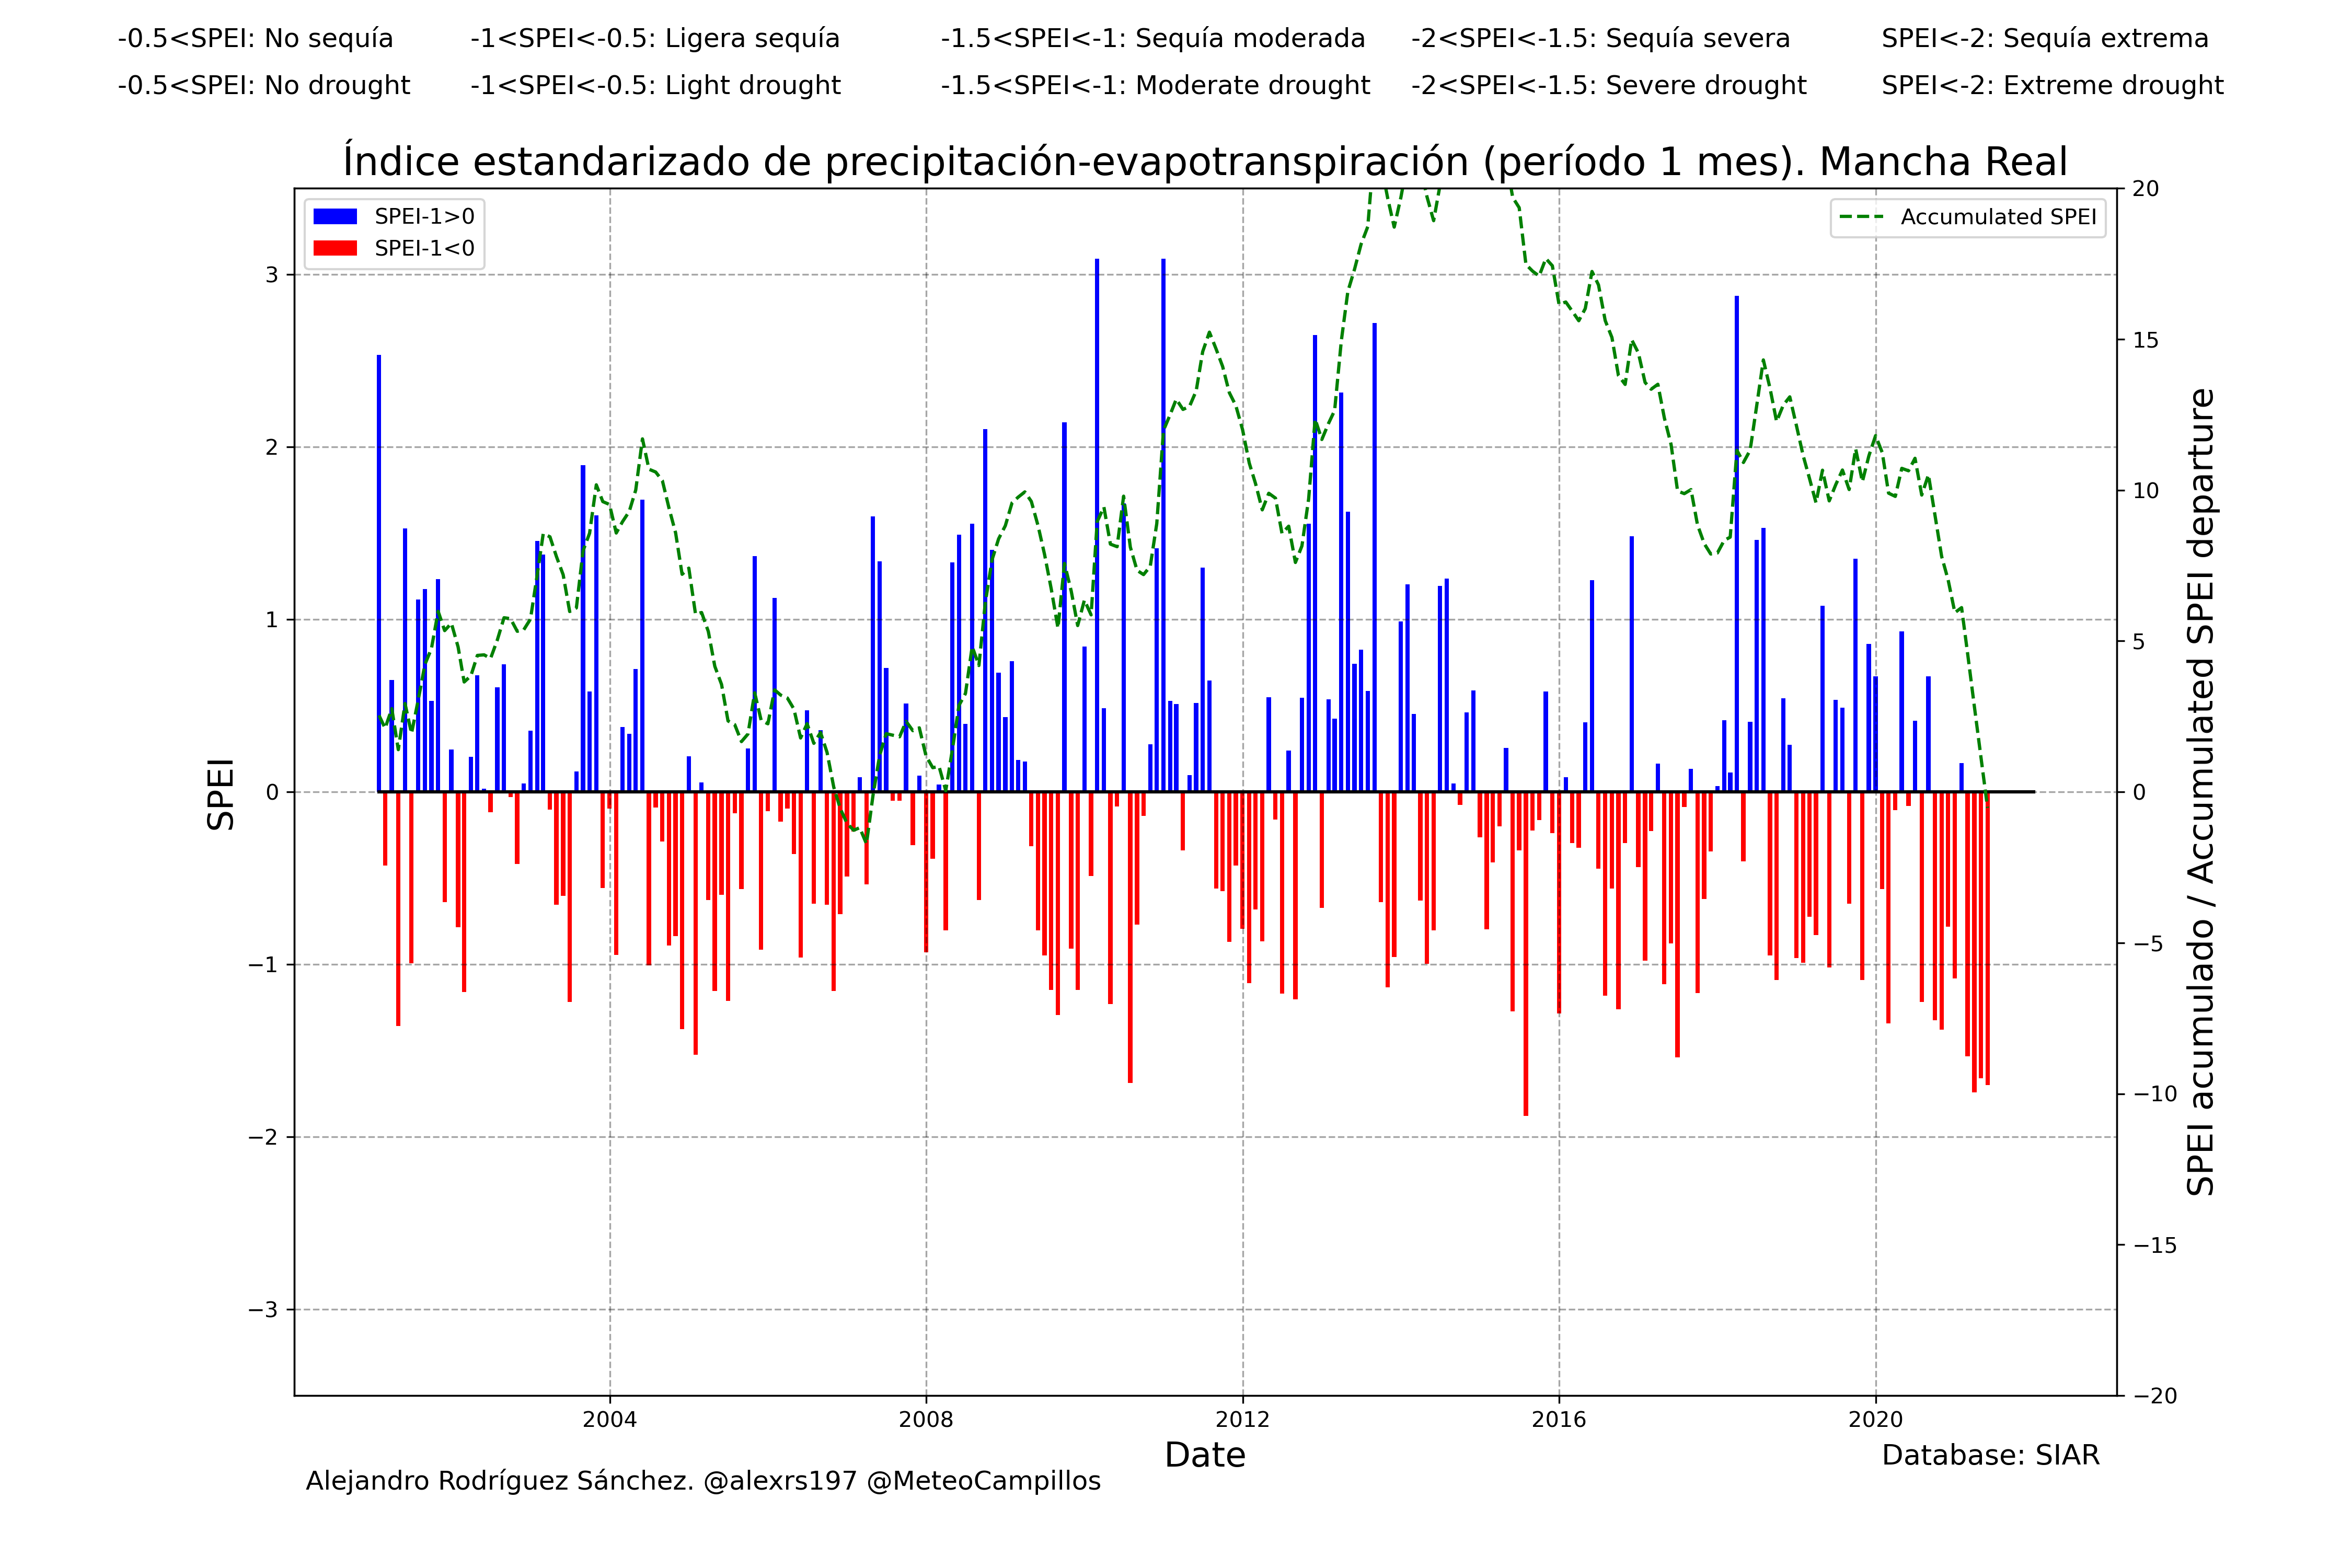 -0.5<SPEI: No sequía -1<SPEI<-0.5: Ligera sequía -1.5<SPEI<-1: Sequía moderada -2<SPEI<-1.5: Sequía severa SPEI<-2: Sequía extrema
-0.5<SPEI: No drought -1<SPEI<-0.5: Light drought -1.5<SPEI<-1: Moderate drought -2<SPEI<-1.5: Severe drought SPEI<-2: Extreme drought
Índice estandarizado de precipitación-evapotranspiración (período 1 mes). Mancha Real
SPEI-1>0
SPEI-1<0
Accumulated SPEI
SPEI
3
2
1
0
−1
−2
−3
20
15
10
5
0
−5
−10
−15
−20
SPEI acumulado / Accumulated SPEI departure
2004 2008 2012 2016 2020
Date
Database: SIAR
Alejandro Rodríguez Sánchez. @alexrs197 @MeteoCampillos